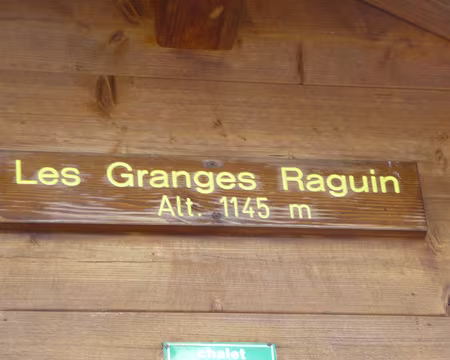 Les Granges Raguin
Alt. 1145 m
chalet